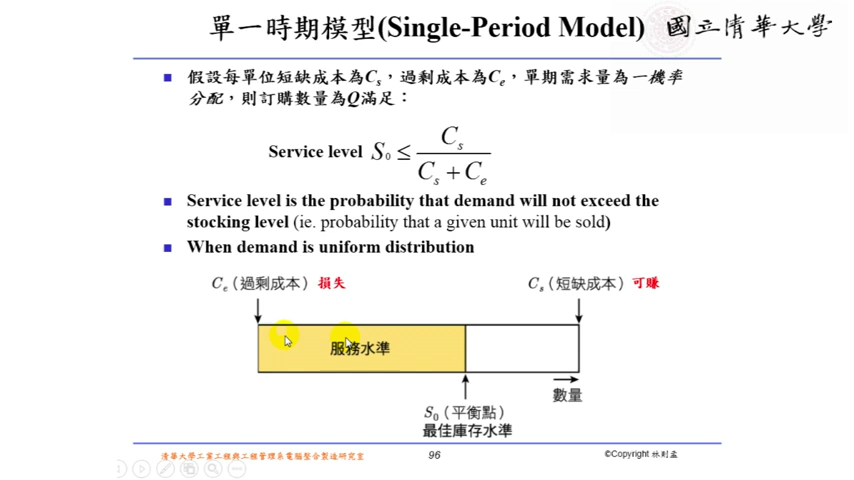 單一時期模型(Single-Period Model) 國立清華大學
假設每單位短缺成本為Cs，過剩成本為Ce，單期需求量為一機率
分配，則訂購數量為Q滿足：
Service level S0 ≤ Cs / (Cs + Ce)
Service level is the probability that demand will not exceed the
stocking level (ie. probability that a given unit will be sold)
When demand is uniform distribution
Ce（過剩成本）損失 Cs（短缺成本）可賺
服務水準
數量
S0（平衡點）
最佳庫存水準
清華大學工業工程與工程管理系電腦整合製造研究室 96 ©Copyright 林則孟